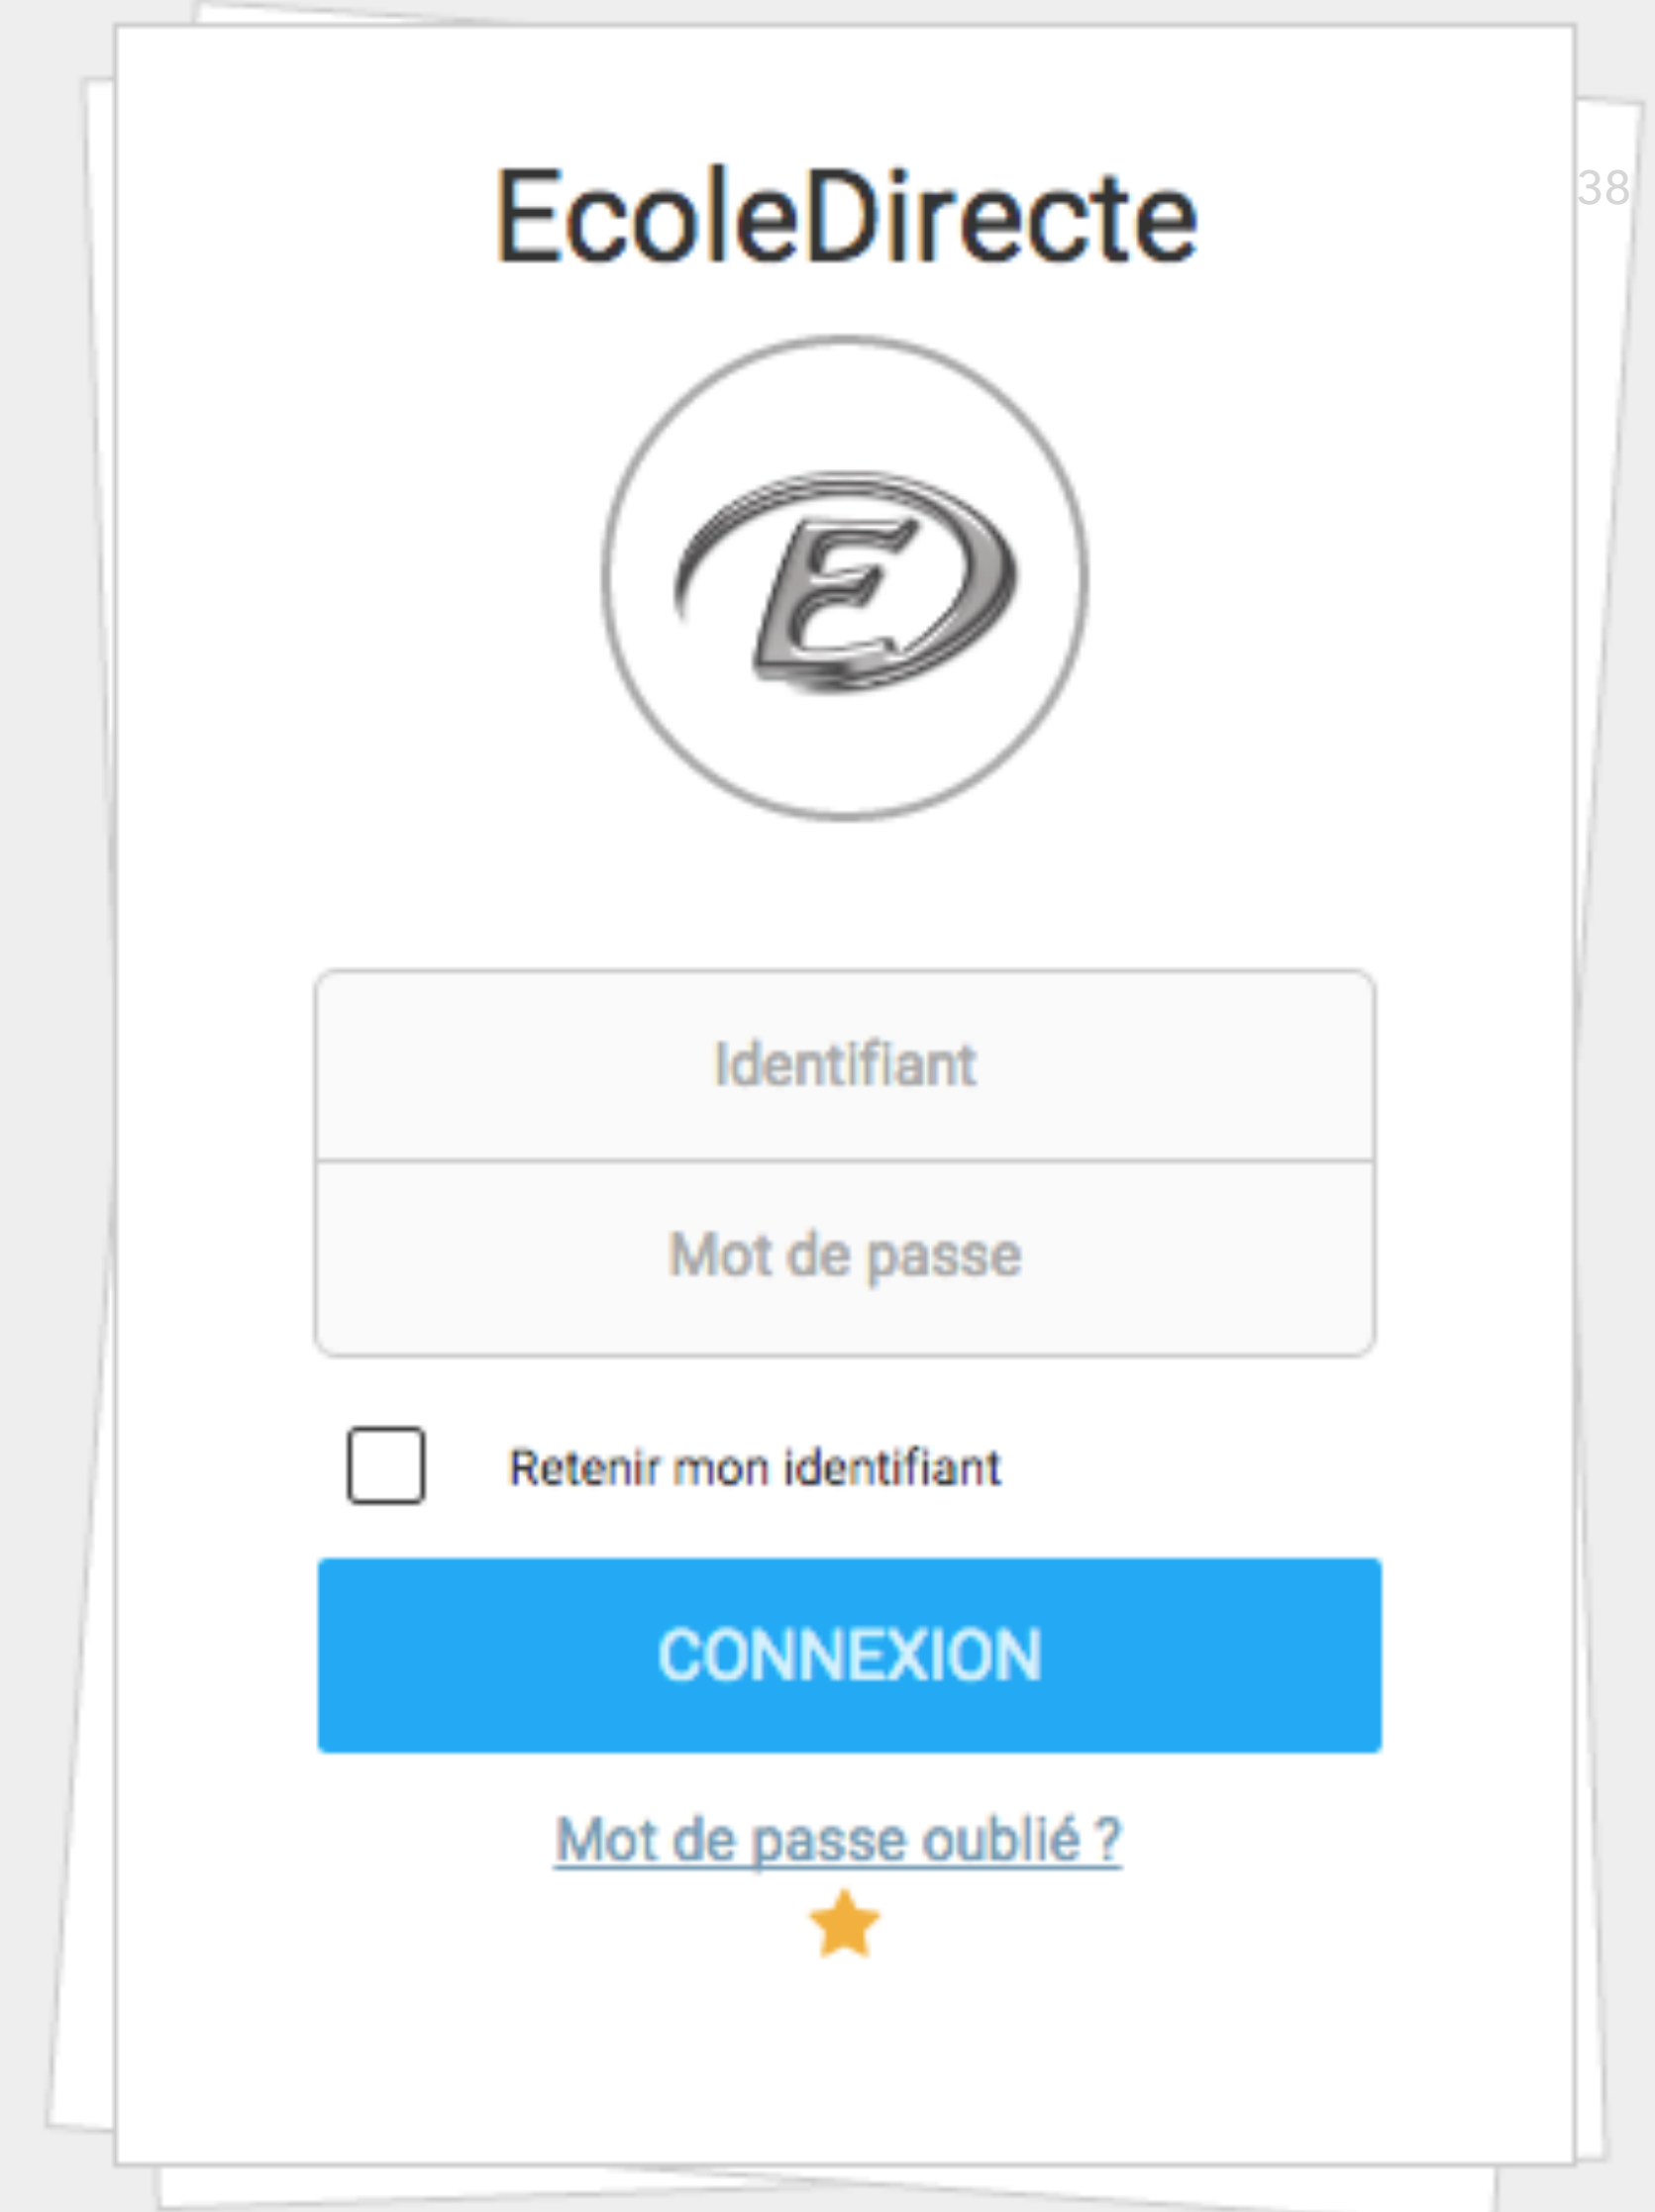 EcoleDirecte
38
E
Identifiant
Mot de passe
Retenir mon identifiant
CONNEXION
Mot de passe oublié ?